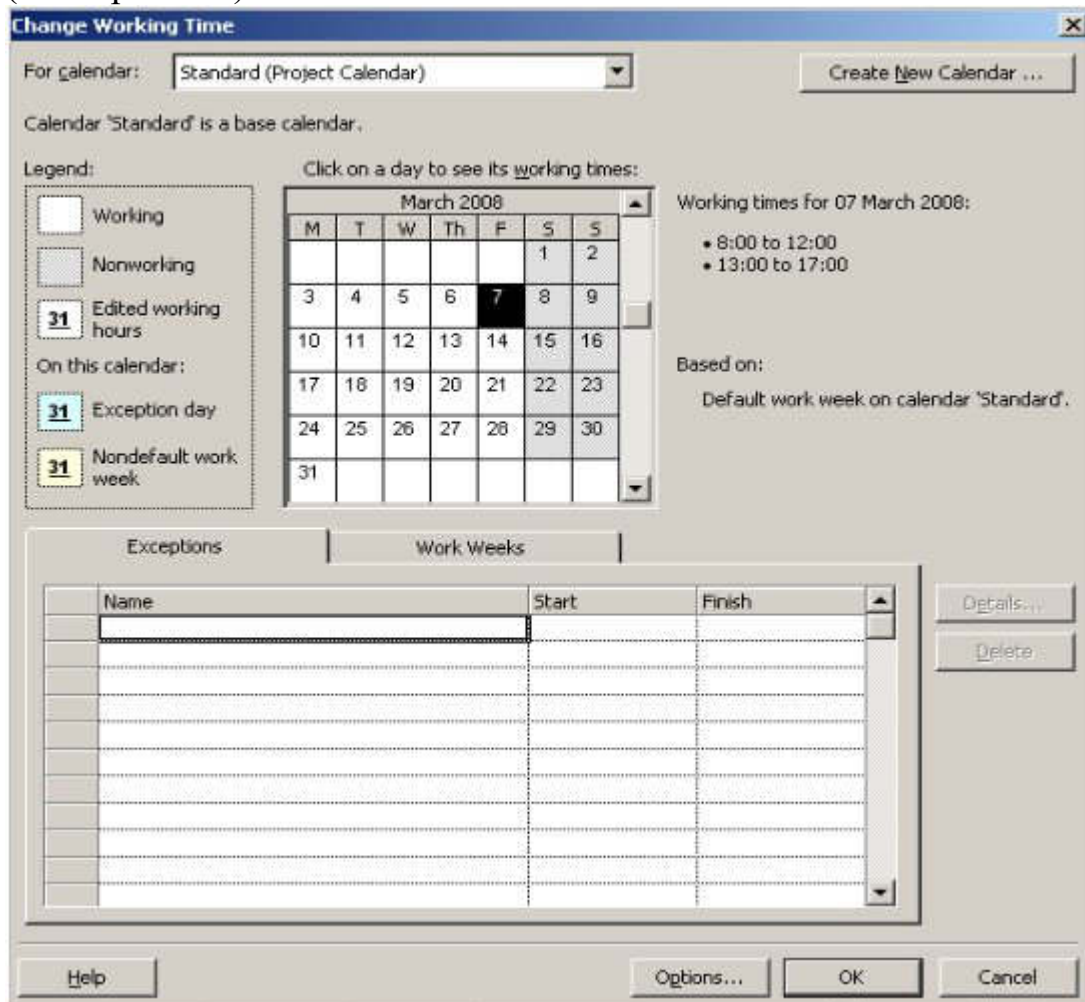 Change Working Time
For calendar: Standard (Project Calendar) Create New Calendar ...
Calendar 'Standard' is a base calendar.
Legend:
Working
Nonworking
31 Edited working
hours
On this calendar:
31 Exception day
31 Nondefault work
week
Click on a day to see its working times:
March 2008
M T W Th F S S
1 2
3 4 5 6 7 8 9
10 11 12 13 14 15 16
17 18 19 20 21 22 23
24 25 26 27 28 29 30
31
Working times for 07 March 2008:
• 8:00 to 12:00
• 13:00 to 17:00
Based on:
Default work week on calendar 'Standard'.
Exceptions Work Weeks
Name Start Finish
Details...
Delete
Help Options... OK Cancel